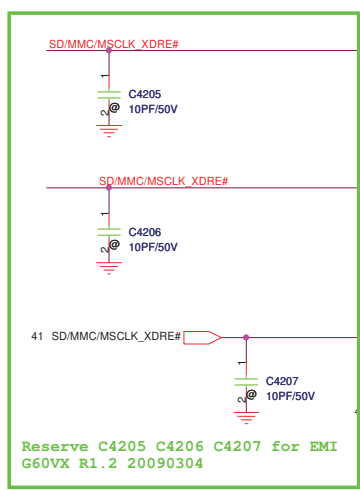 SD/MMC/MSCLK_XDRE#
1
C4205
2 @ 10PF/50V
SD/MMC/MSCLK_XDRE#
1
C4206
2 @ 10PF/50V
41 SD/MMC/MSCLK_XDRE#
1
C4207
2 @ 10PF/50V
Reserve C4205 C4206 C4207 for EMI
G60VX R1.2 20090304